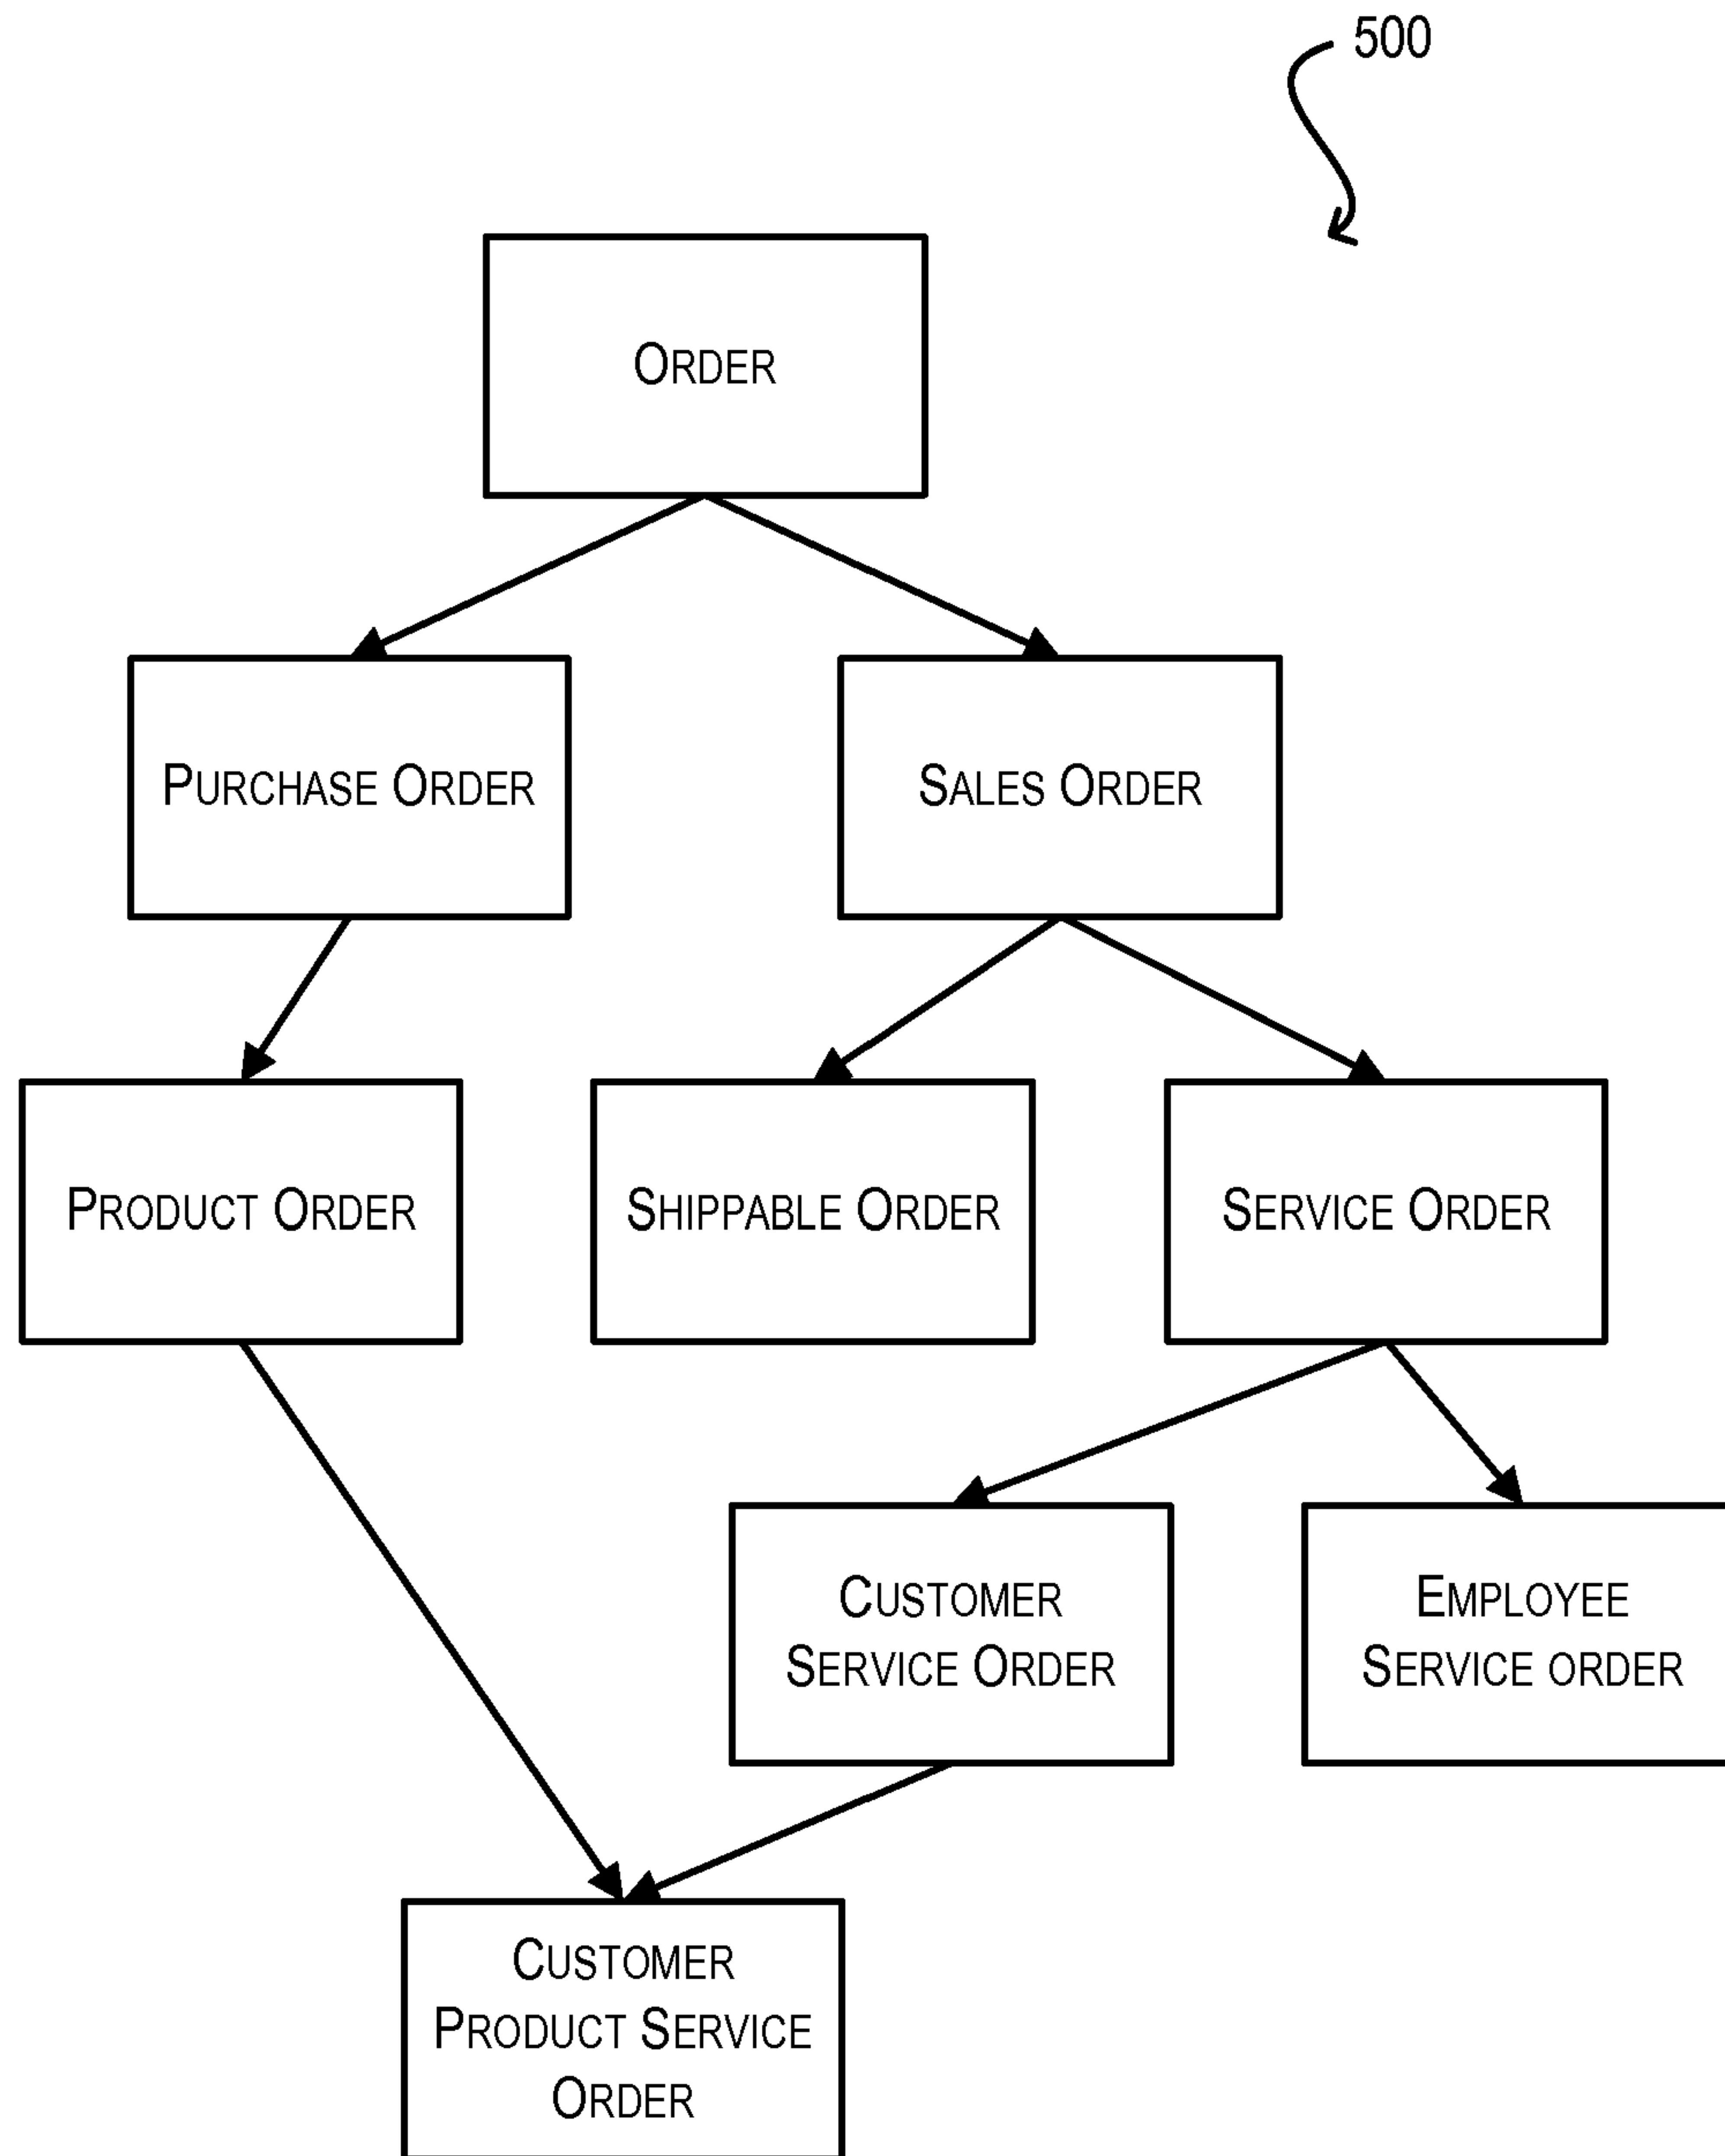 500
ORDER
PURCHASE ORDER
SALES ORDER
PRODUCT ORDER
SHIPPABLE ORDER
SERVICE ORDER
CUSTOMER
SERVICE ORDER
EMPLOYEE
SERVICE ORDER
CUSTOMER
PRODUCT SERVICE
ORDER